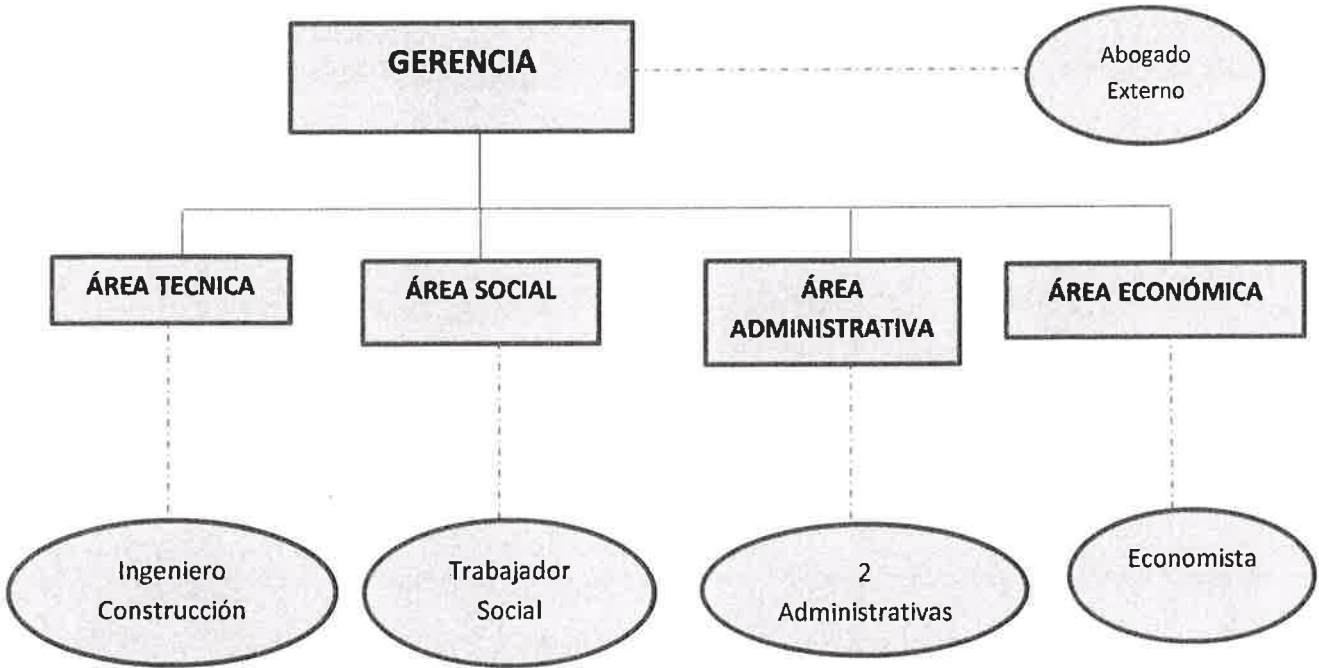 GERENCIA
Abogado
Externo
ÁREA TECNICA
ÁREA SOCIAL
ÁREA
ADMINISTRATIVA
ÁREA ECONÓMICA
Ingeniero
Construcción
Trabajador
Social
2
Administrativas
Economista